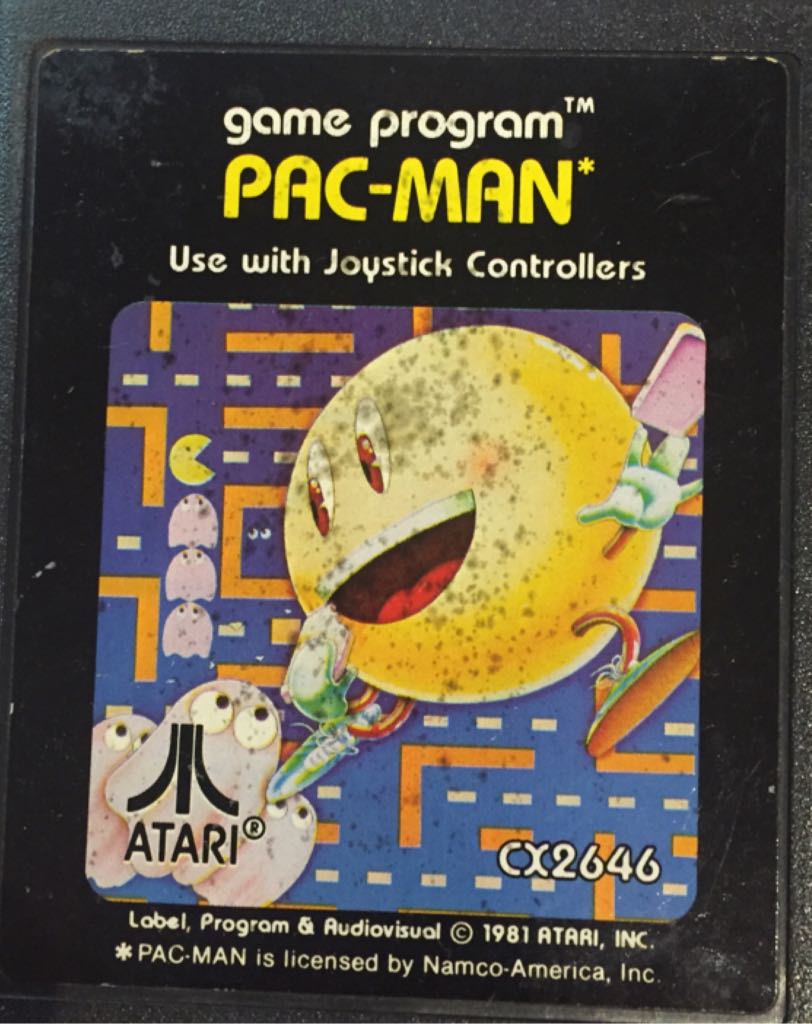 game program™
PAC-MAN*
Use with Joystick Controllers
ATARI®
CX2646
Label, Program & Audiovisual © 1981 ATARI, INC.
*PAC-MAN is licensed by Namco-America, Inc.